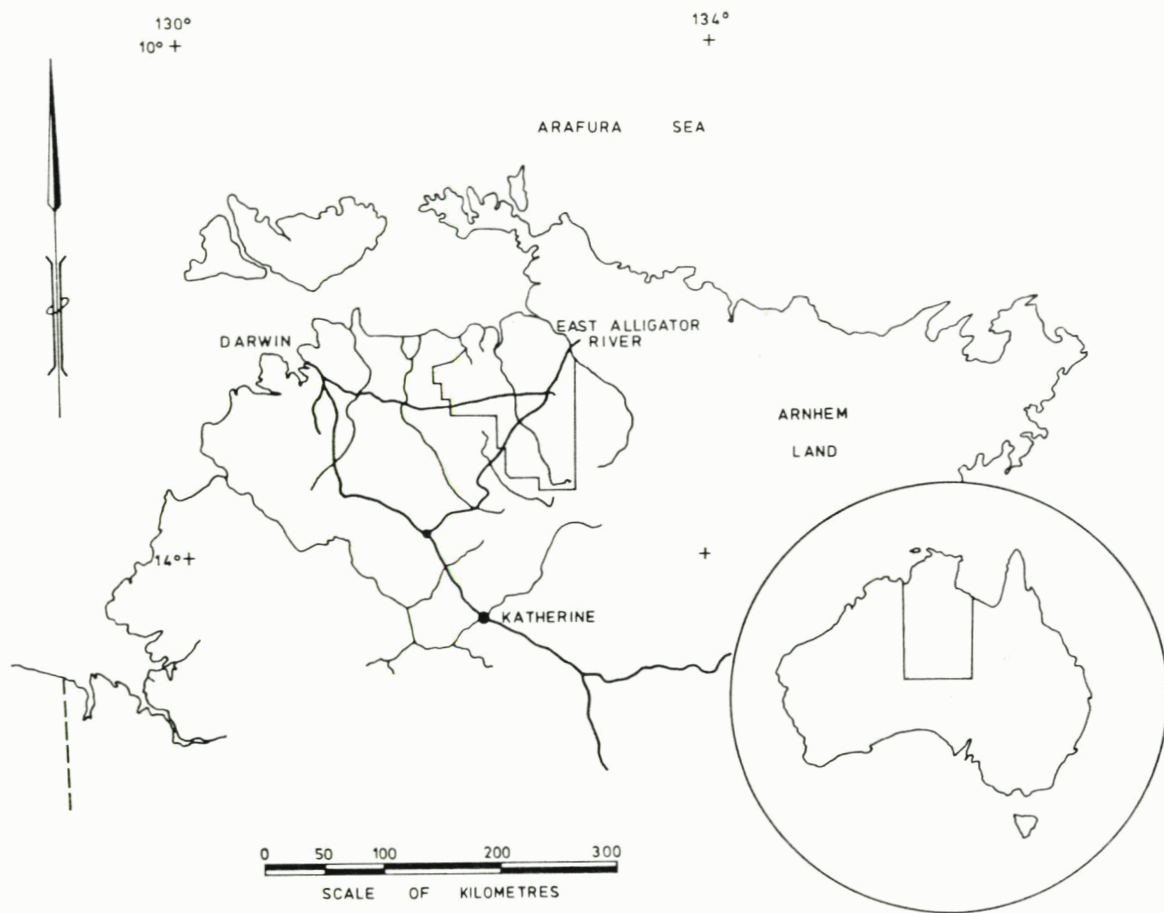 130°
134°
10° +
+
ARAFURA SEA
DARWIN
EAST ALLIGATOR
RIVER
ARNHEM
LAND
14° +
+
KATHERINE
0 50 100 200 300
SCALE OF KILOMETRES